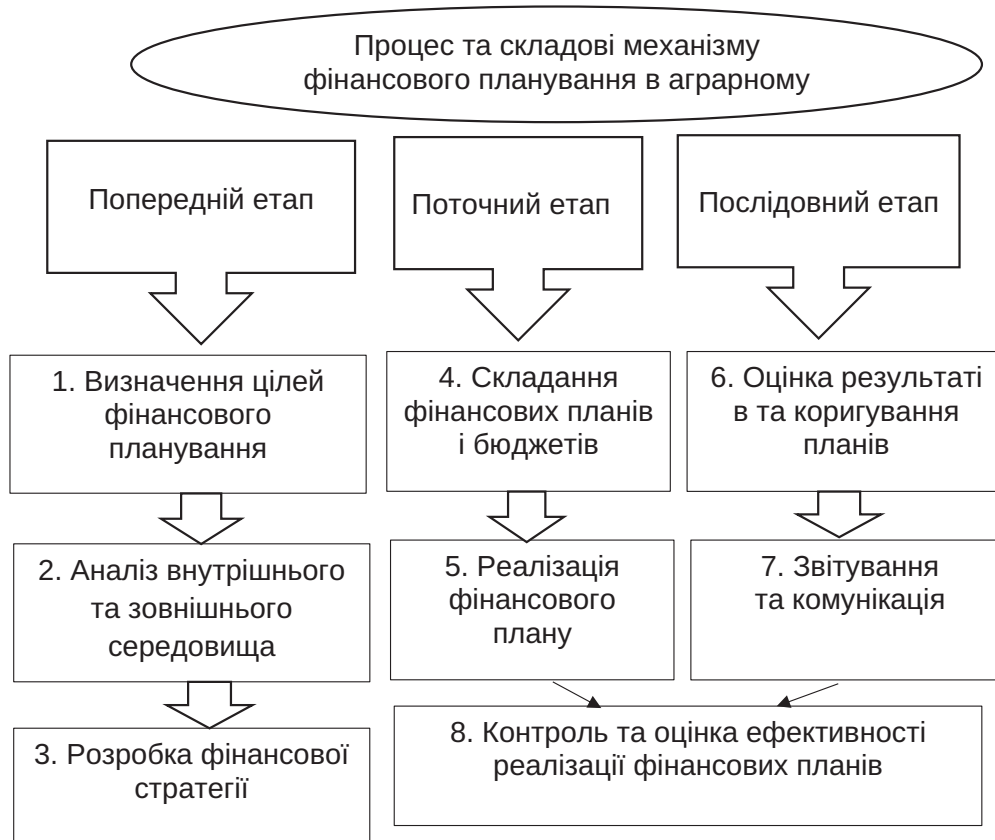 Процес та складові механізму
фінансового планування в аграрному
Попередній етап
Поточний етап
Послідовний етап
1. Визначення цілей
фінансового
планування
4. Складання
фінансових планів
і бюджетів
6. Оцінка результаті
в та коригування
планів
2. Аналіз внутрішнього
та зовнішнього
середовища
5. Реалізація
фінансового
плану
7. Звітування
та комунікація
3. Розробка фінансової
стратегії
8. Контроль та оцінка ефективності
реалізації фінансових планів